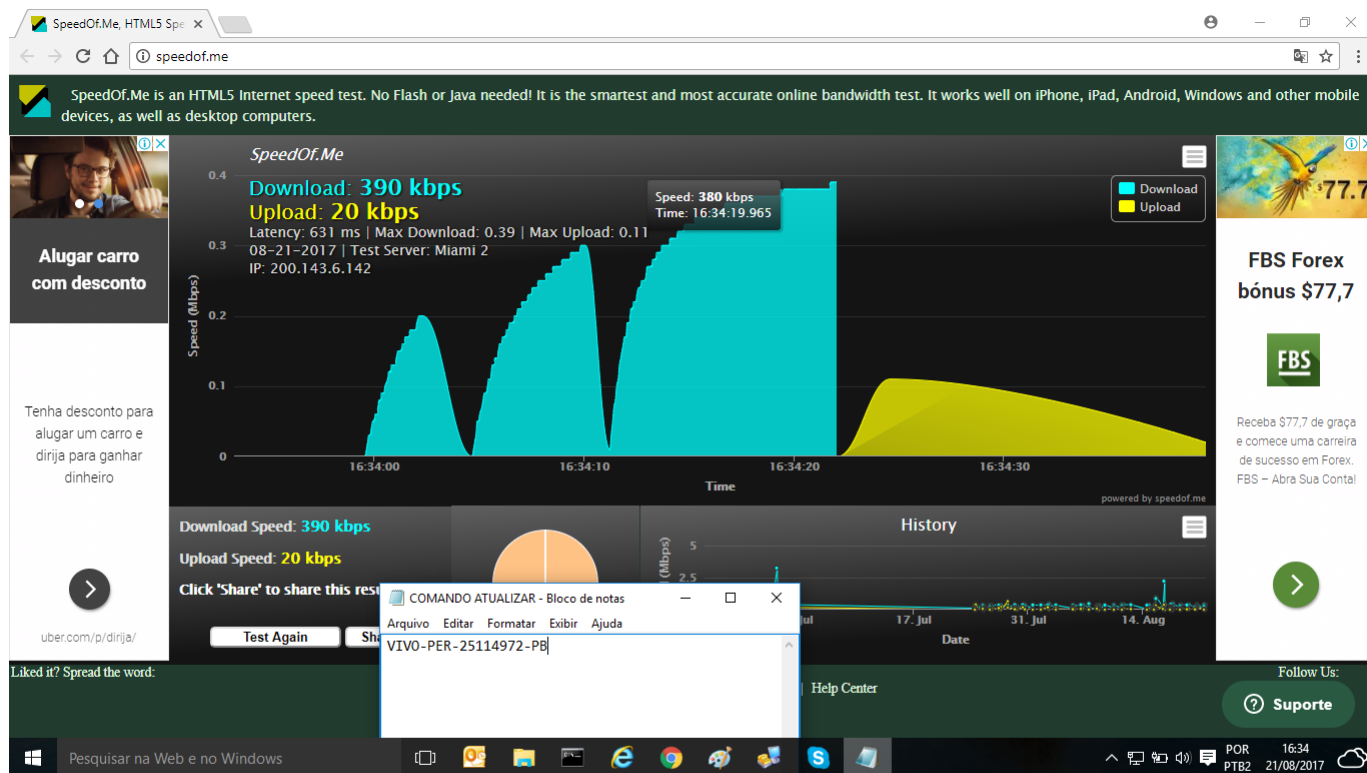 SpeedOf.Me, HTML5 Spe
speedof.me
SpeedOf.Me is an HTML5 Internet speed test. No Flash or Java needed! It is the smartest and most accurate online bandwidth test. It works well on iPhone, iPad, Android, Windows and other mobile
devices, as well as desktop computers.
Alugar carro
com desconto
Tenha desconto para
alugar um carro e
dirija para ganhar
dinheiro
uber.com/p/dirija/
SpeedOf.Me
Download: 390 kbps
Upload: 20 kbps
Latency: 631 ms | Max Download: 0.39 | Max Upload: 0.11
08-21-2017 | Test Server: Miami 2
IP: 200.143.6.142
Speed: 380 kbps
Time: 16:34:19.965
Download
Upload
Speed (Mbps)
0.4
0.3
0.2
0.1
0
16:34:00
16:34:10
16:34:20
16:34:30
Time
powered by speedof.me
$77.7
FBS Forex
bónus $77,7
FBS
Receba $77,7 de graça
e comece uma carreira
de sucesso em Forex.
FBS – Abra Sua Conta!
Download Speed: 390 kbps
Upload Speed: 20 kbps
Click 'Share' to share this resu
Test Again
Sha
History
(Mbps)
5
2.5
Jul
17. Jul
31. Jul
14. Aug
Date
COMANDO ATUALIZAR - Bloco de notas
Arquivo Editar Formatar Exibir Ajuda
VIVO-PER-25114972-PB
Liked it? Spread the word:
| Help Center
Follow Us:
Suporte
Pesquisar na Web e no Windows
POR
PTB2
16:34
21/08/2017